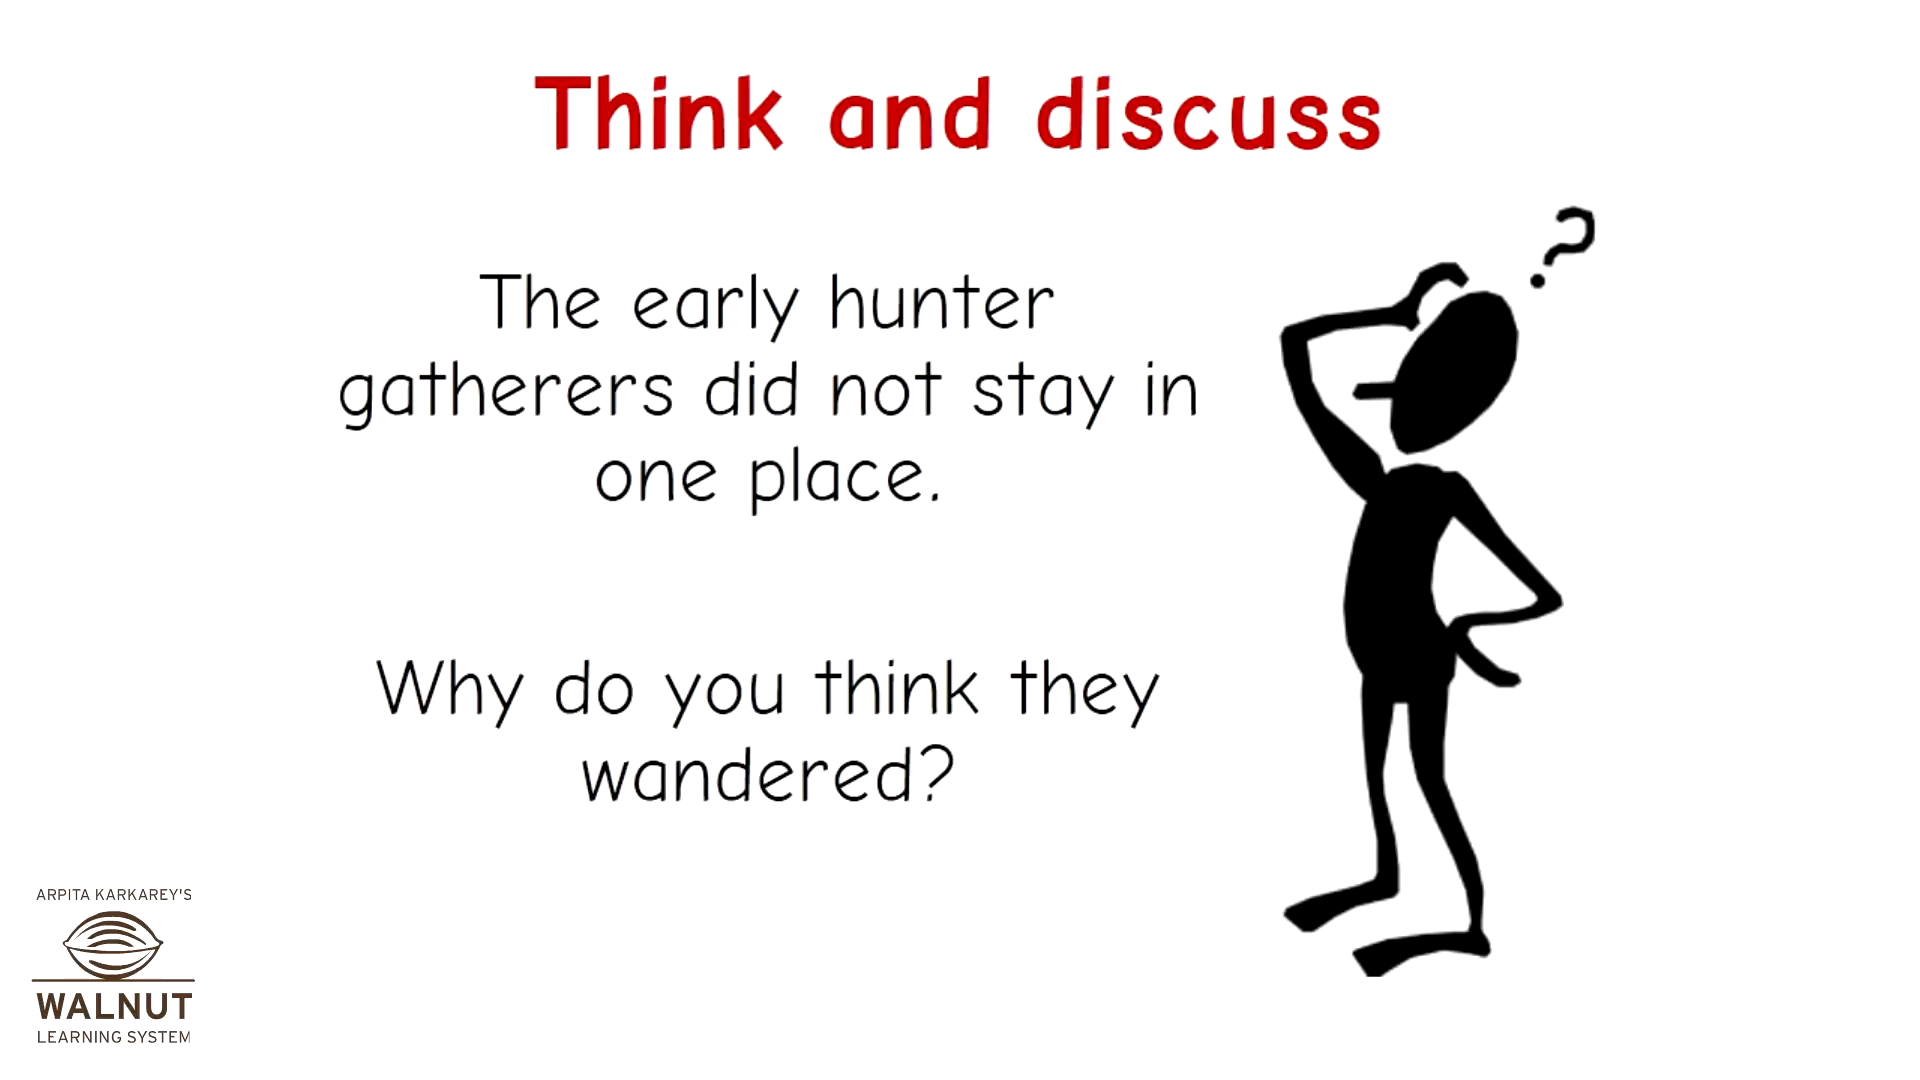 Think and discuss
The early hunter
gatherers did not stay in
one place.
Why do you think they
wandered?
?
ARPITA KARKAREY'S
WALNUT
LEARNING SYSTEM